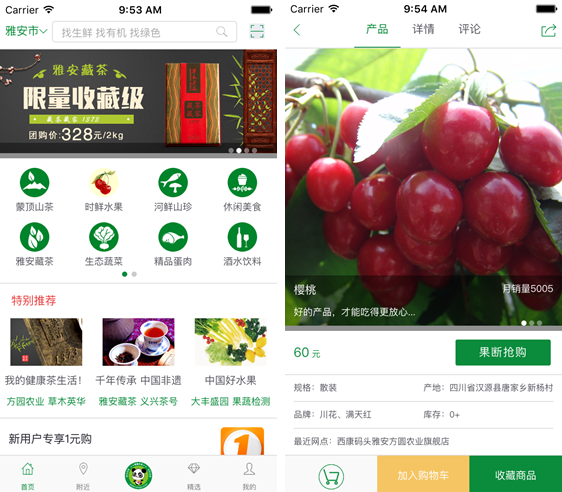 Carrier 9:53 AM
雅安市 找生鲜 找有机 找绿色
雅安藏茶
限量收藏级
藏茶藏家 1373
团购价:328元/2kg
蒙顶山茶 时鲜水果 河鲜山珍 休闲美食
雅安藏茶 生态蔬菜 精品蛋肉 酒水饮料
特别推荐
我的健康茶生活! 千年传承 中国非遗 中国好水果
方园农业 草木英华 雅安藏茶 义兴茶号 大丰盛园 果蔬检测
新用户专享1元购
1
首页 附近 精选 我的
Carrier 9:54 AM
产品 详情 评论
樱桃 月销量5005
好的产品，才能吃得更放心...
60 元 果断抢购
规格：散装 产地：四川省汉源县唐家乡新杨村
品牌：川花、满天红 库存：0+
最近网点：西康码头雅安方圆农业旗舰店
加入购物车 收藏商品